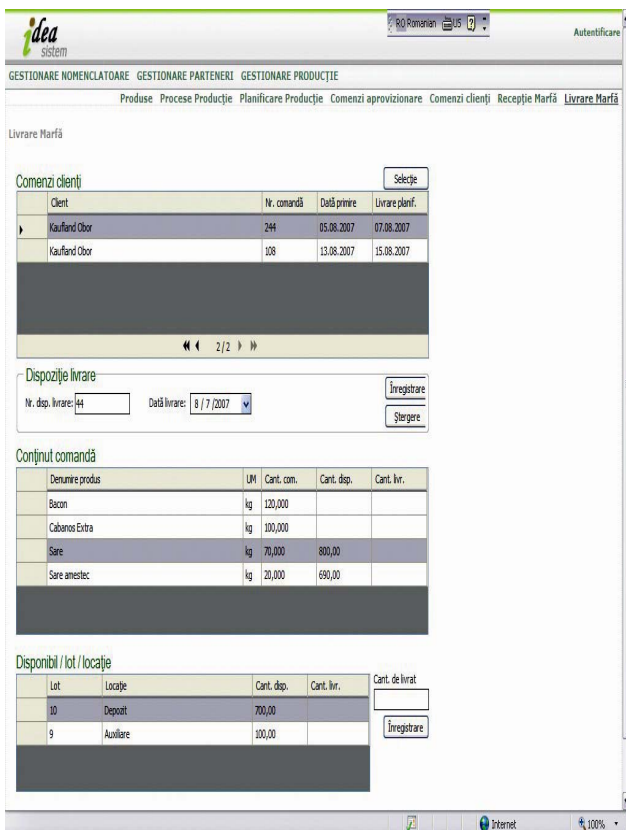 RO Romanian US
idea
sistem
Autentificare
GESTIONARE NOMENCLATOARE GESTIONARE PARTENERI GESTIONARE PRODUCȚIE
Produse Procese Producție Planificare Producție Comenzi aprovizionare Comenzi clienți Recepție Marfă Livrare Marfă
Livrare Marfă
Comenzi clienți Selecție
Client Nr. comandă Dată primire Livrare planif.
Kaufland Obor 244 05.08.2007 07.08.2007
Kaufland Obor 108 13.08.2007 15.08.2007
2/2
Dispoziție livrare
Înregistrare
Nr. disp. livrare: 44 Dată livrare: 8 / 7 /2007
Ștergere
Conținut comandă
Denumire produs UM Cant. com. Cant. disp. Cant. livr.
Bacon kg 120,000
Cabanos Extra kg 100,000
Sare kg 70,000 800,00
Sare amestec kg 20,000 690,00
Disponibil / lot / locație
Cant. de livrat
Lot Locație Cant. disp. Cant. livr.
10 Depozit 700,00
9 Auxiliare 100,00
Înregistrare
Internet 100%